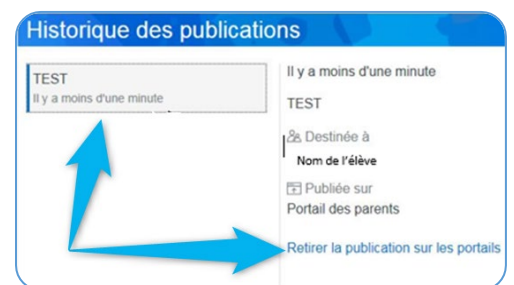 Historique des publications
TEST
Il y a moins d'une minute
Il y a moins d'une minute
TEST
Destinée à
Nom de l'élève
Publiée sur
Portail des parents
Retirer la publication sur les portails